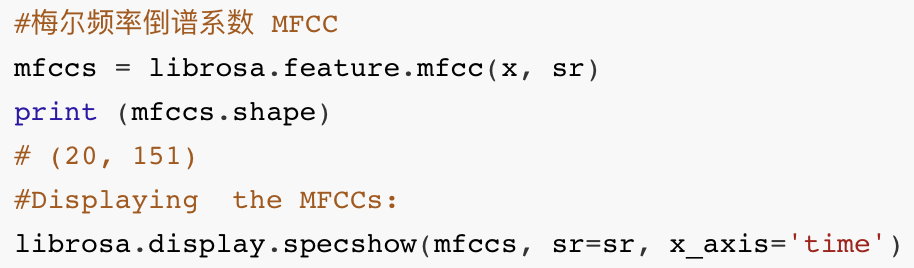 #梅尔频率倒谱系数 MFCC
mfccs = librosa.feature.mfcc(x, sr)
print (mfccs.shape)
# (20, 151)
#Displaying  the MFCCs:
librosa.display.specshow(mfccs, sr=sr, x_axis='time')